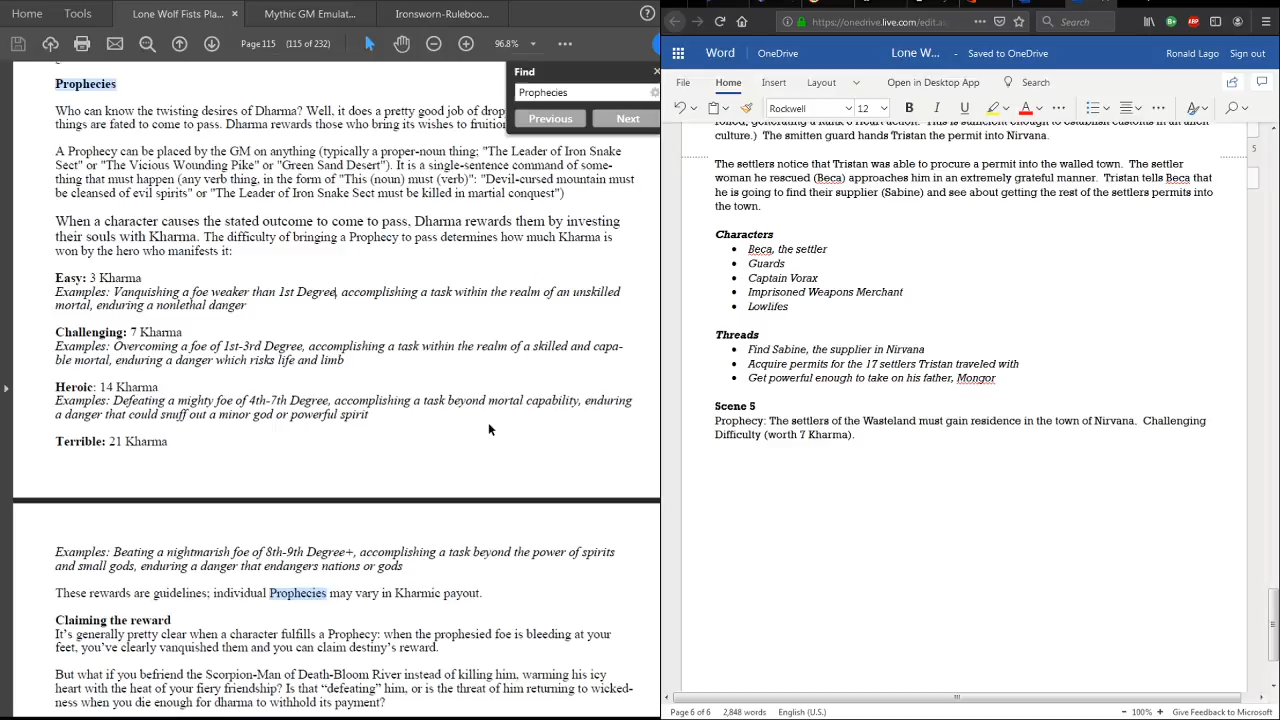 Home
Tools
Lone Wolf Fists Pla...
Mythic GM Emulat...
Ironsworn-Ruleboo...
Page 115
(115 of 232)
96.8%
Find
Prophecies
Previous
Next
Prophecies
Who can know the twisting desires of Dharma? Well, it does a pretty good job of drop
things are fated to come to pass. Dharma rewards those who bring its wishes to fruition
A Prophecy can be placed by the GM on anything (typically a proper-noun thing; "The Leader of Iron Snake
Sect" or "The Vicious Wounding Pike" or "Green Sand Desert"). It is a single-sentence command of some-
thing that must happen (any verb thing, in the form of "This (noun) must (verb)": "Devil-cursed mountain must
be cleansed of evil spirits" or "The Leader of Iron Snake Sect must be killed in martial conquest")
When a character causes the stated outcome to come to pass, Dharma rewards them by investing
their souls with Kharma. The difficulty of bringing a Prophecy to pass determines how much Kharma is
won by the hero who manifests it:
Easy: 3 Kharma
Examples: Vanquishing a foe weaker than 1st Degree, accomplishing a task within the realm of an unskilled
mortal, enduring a nonlethal danger
Challenging: 7 Kharma
Examples: Overcoming a foe of 1st-3rd Degree, accomplishing a task within the realm of a skilled and capa-
ble mortal, enduring a danger which risks life and limb
Heroic: 14 Kharma
Examples: Defeating a mighty foe of 4th-7th Degree, accomplishing a task beyond mortal capability, enduring
a danger that could snuff out a minor god or powerful spirit
Terrible: 21 Kharma
Examples: Beating a nightmarish foe of 8th-9th Degree+, accomplishing a task beyond the power of spirits
and small gods, enduring a danger that endangers nations or gods
These rewards are guidelines; individual Prophecies may vary in Kharmic payout.
Claiming the reward
It's generally pretty clear when a character fulfills a Prophecy: when the prophesied foe is bleeding at your
feet, you've clearly vanquished them and you can claim destiny's reward.
But what if you befriend the Scorpion-Man of Death-Bloom River instead of killing him, warming his icy
heart with the heat of your fiery friendship? Is that "defeating" him, or is the threat of him returning to wicked-
ness when you die enough for dharma to withhold its payment?
https://onedrive.live.com/edit.as
Search
Word
OneDrive
Lone W...
- Saved to OneDrive
Ronald Lago
Sign out
File
Home
Insert
Layout
Open in Desktop App
Search
Rockwell
12
B
I
U
A
culture.) The smitten guard hands Tristan the permit into Nirvana.
The settlers notice that Tristan was able to procure a permit into the walled town. The settler
woman he rescued (Beca) approaches him in an extremely grateful manner. Tristan tells Beca that
he is going to find their supplier (Sabine) and see about getting the rest of the settlers permits into
the town.
Characters
• Beca, the settler
• Guards
• Captain Vorax
• Imprisoned Weapons Merchant
• Lowlifes
Threads
• Find Sabine, the supplier in Nirvana
• Acquire permits for the 17 settlers Tristan traveled with
• Get powerful enough to take on his father, Mongor
Scene 5
Prophecy: The settlers of the Wasteland must gain residence in the town of Nirvana. Challenging
Difficulty (worth 7 Kharma).
5
Page 6 of 6
2,848 words
English (U.S.)
100%
Give Feedback to Microsoft